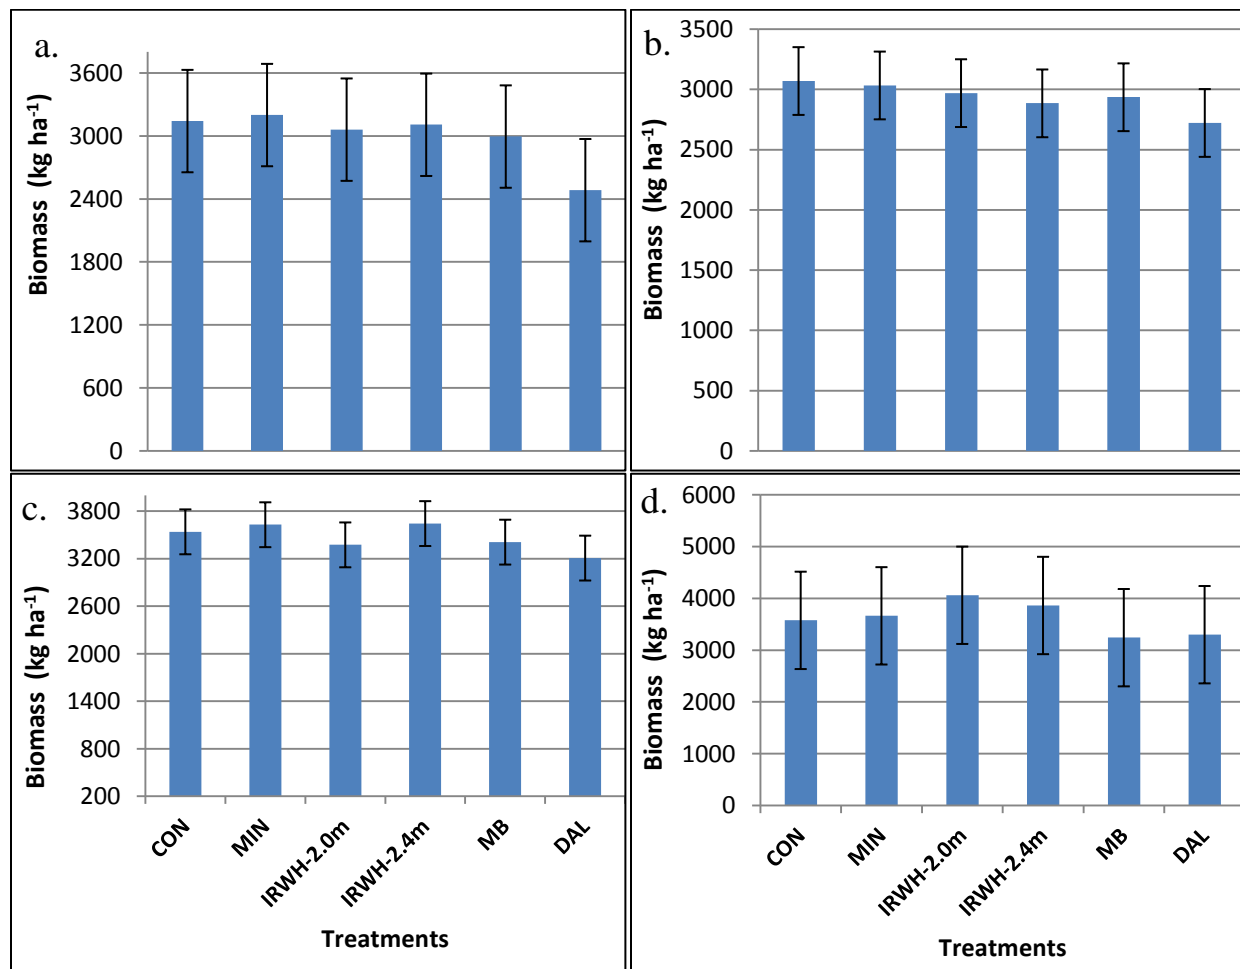 a.
Biomass (kg ha⁻¹)
3600
3000
2400
1800
1200
600
0
b.
Biomass (kg ha⁻¹)
3500
3000
2500
2000
1500
1000
500
0
c.
Biomass (kg ha⁻¹)
3800
3200
2600
2000
1400
800
200
CON
MIN
IRWH-2.0m
IRWH-2.4m
MB
DAL
Treatments
d.
Biomass (kg ha⁻¹)
6000
5000
4000
3000
2000
1000
0
CON
MIN
IRWH-2.0m
IRWH-2.4m
MB
DAL
Treatments